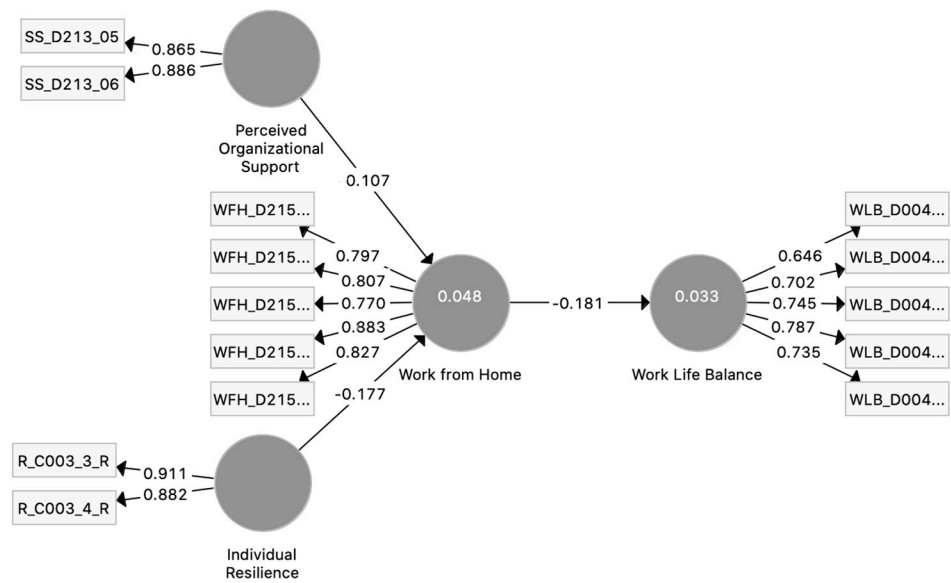 SS_D213_05
0.865
0.886
SS_D213_06
Perceived
Organizational
Support
0.107
WFH_D215...
0.797
WFH_D215...
0.807
WFH_D215...
0.770
WFH_D215...
0.883
0.827
WFH_D215...
0.048
Work from Home
-0.181
0.033
Work Life Balance
WLB_D004...
0.646
WLB_D004...
0.702
WLB_D004...
0.745
WLB_D004...
0.787
0.735
WLB_D004...
-0.177
R_C003_3_R
0.911
0.882
R_C003_4_R
Individual
Resilience